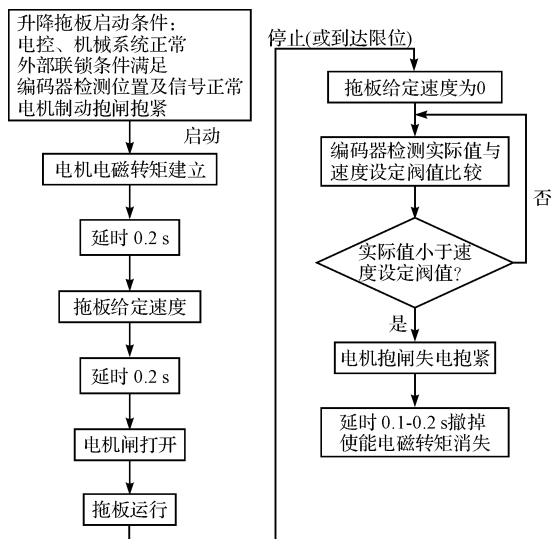 升降拖板启动条件:
电控、机械系统正常
外部联锁条件满足
编码器检测位置及信号正常
电机制动抱闸抱紧
启动
电机电磁转矩建立
延时 0.2 s
拖板给定速度
延时 0.2 s
电机闸打开
拖板运行
停止(或到达限位)
拖板给定速度为0
编码器检测实际值与
速度设定阀值比较
实际值小于速
度设定阀值?
否
是
电机抱闸失电抱紧
延时 0.1-0.2 s撤掉
使能电磁转矩消失